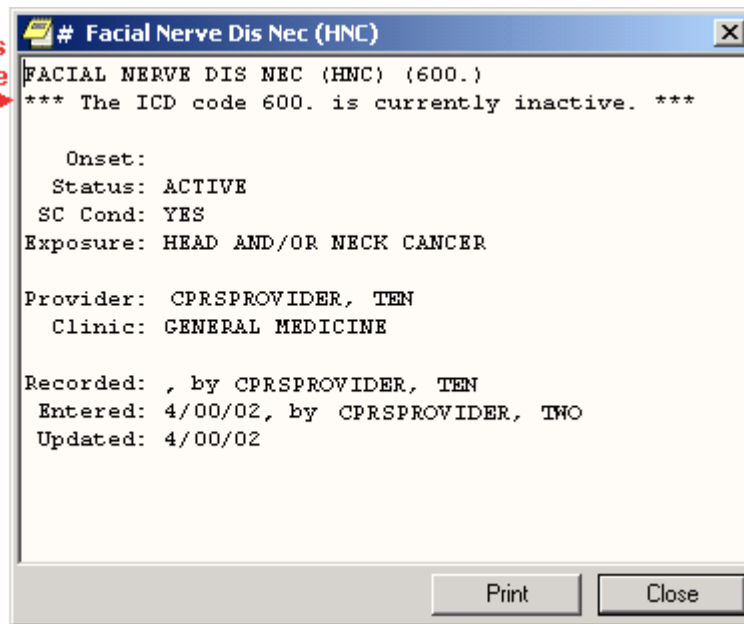 # Facial Nerve Dis Nec (HNC)
s
e
FACIAL NERVE DIS NEC (HNC) (600.)
*** The ICD code 600. is currently inactive. ***
Onset:
Status: ACTIVE
SC Cond: YES
Exposure: HEAD AND/OR NECK CANCER
Provider: CPRSPROVIDER, TEN
Clinic: GENERAL MEDICINE
Recorded: , by CPRSPROVIDER, TEN
Entered: 4/00/02, by CPRSPROVIDER, TWO
Updated: 4/00/02
Print Close